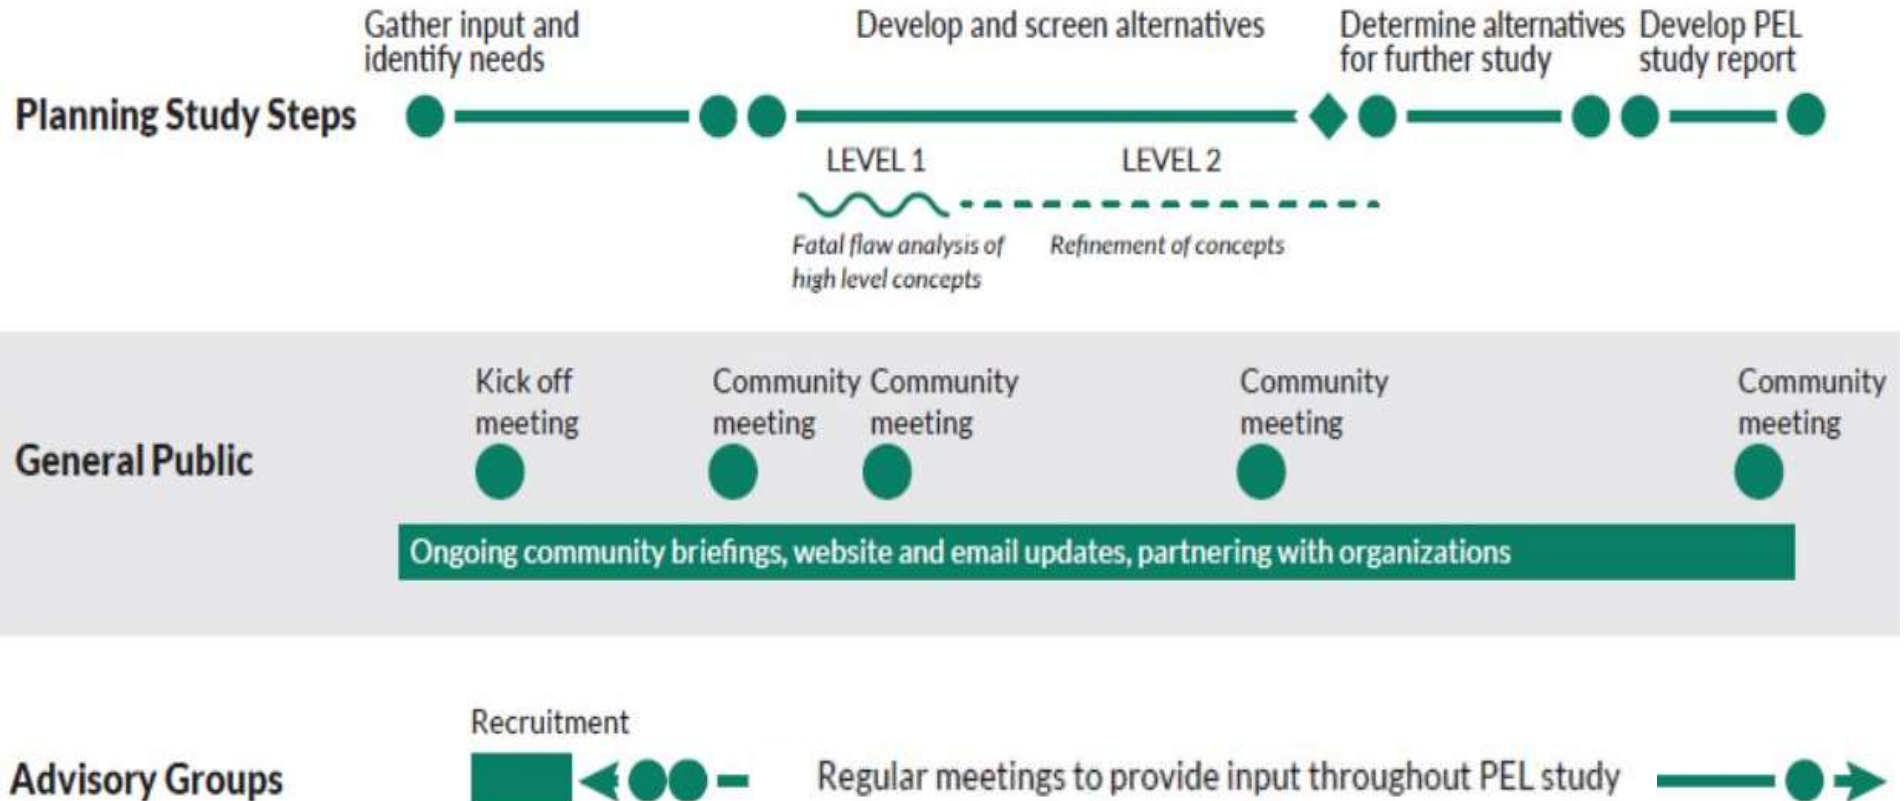 Gather input and
identify needs
Develop and screen alternatives
Determine alternatives
for further study
Develop PEL
study report
Planning Study Steps
LEVEL 1
LEVEL 2
Fatal flaw analysis of
high level concepts
Refinement of concepts
Kick off
meeting
Community
meeting
Community
meeting
Community
meeting
Community
meeting
General Public
Ongoing community briefings, website and email updates, partnering with organizations
Recruitment
Advisory Groups
Regular meetings to provide input throughout PEL study